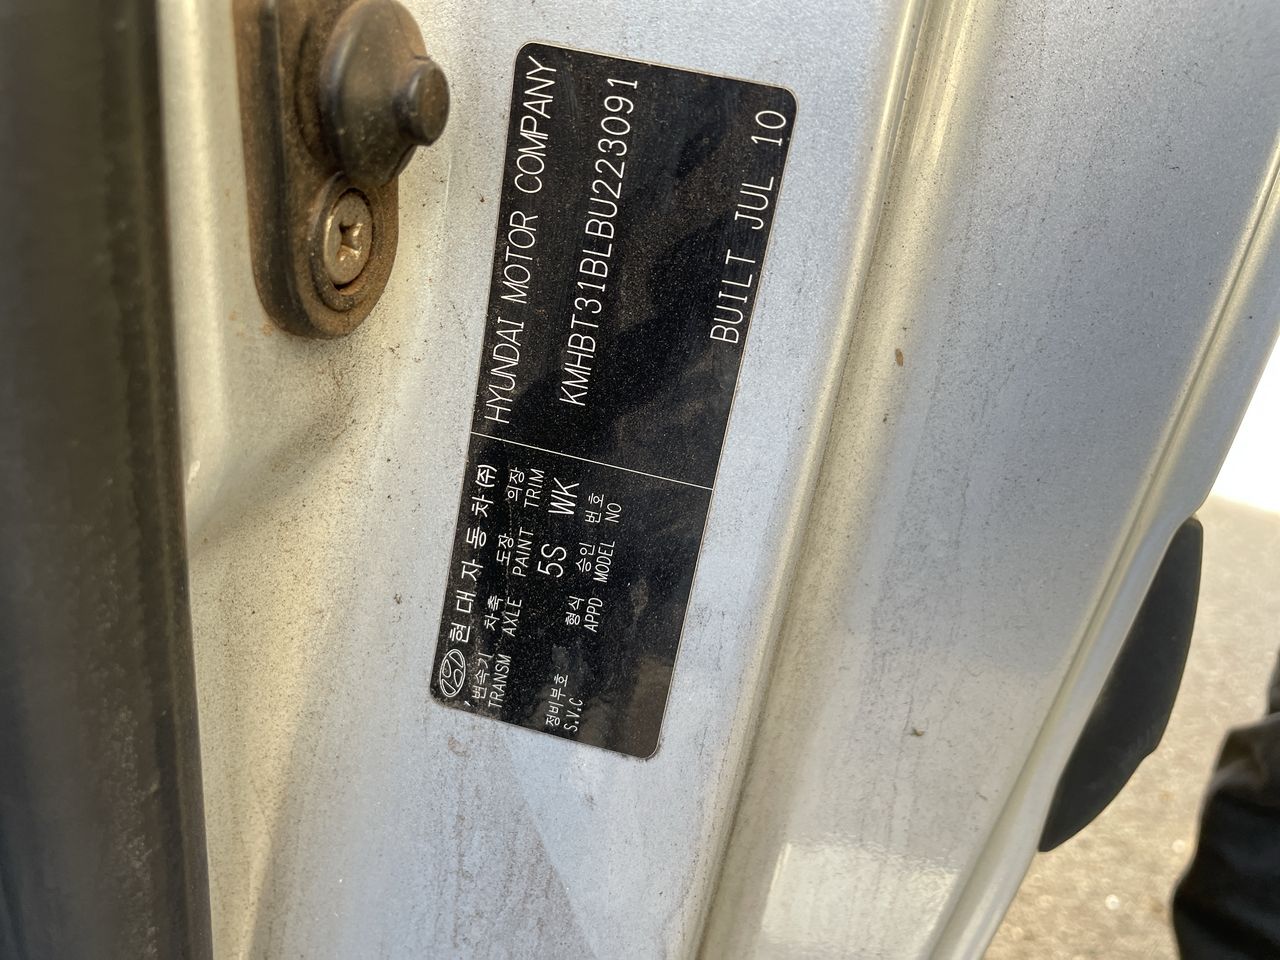 현대자동차(주) HYUNDAI MOTOR COMPANY
변속기 차축 도장 의장
TRANSM AXLE PAINT TRIM
5S WK
KMHBT31BLBU223091
장비부호 형식 승인 번호
S.V.C APPD MODEL NO
BUILT JUL 10